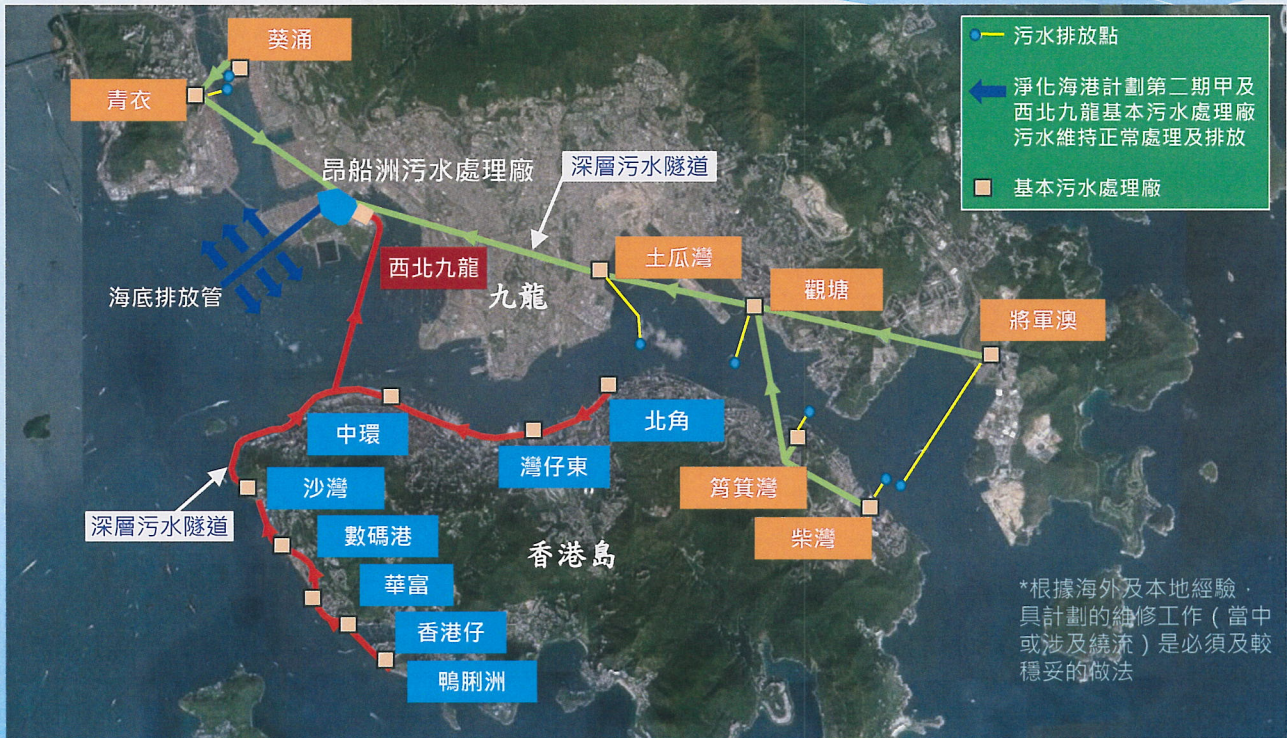 葵涌
青衣
昂船洲污水處理廠
深層污水隧道
污水排放點
淨化海港計劃第二期甲及
西北九龍基本污水處理廠
污水維持正常處理及排放
基本污水處理廠
西北九龍
九龍
土瓜灣
觀塘
將軍澳
海底排放管
中環
灣仔東
北角
沙灣
筲箕灣
深層污水隧道
數碼港
柴灣
香港島
華富
香港仔
鴨脷洲
*根據海外及本地經驗，
具計劃的維修工作（當中
或涉及繞流）是必須及較
穩妥的做法